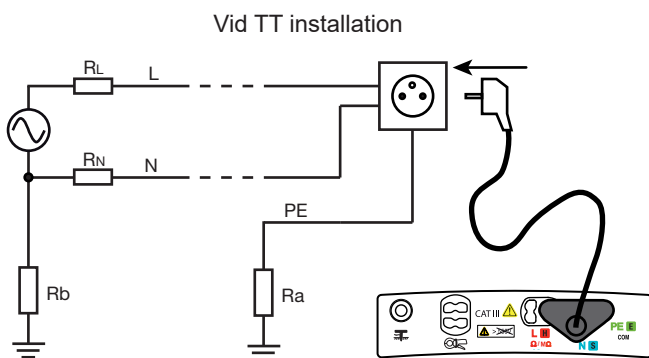 Vid TT installation
RL
L
RN
N
PE
Rb
Ra
CAT III
L H
Ω/MΩ
N S
PE E
COM